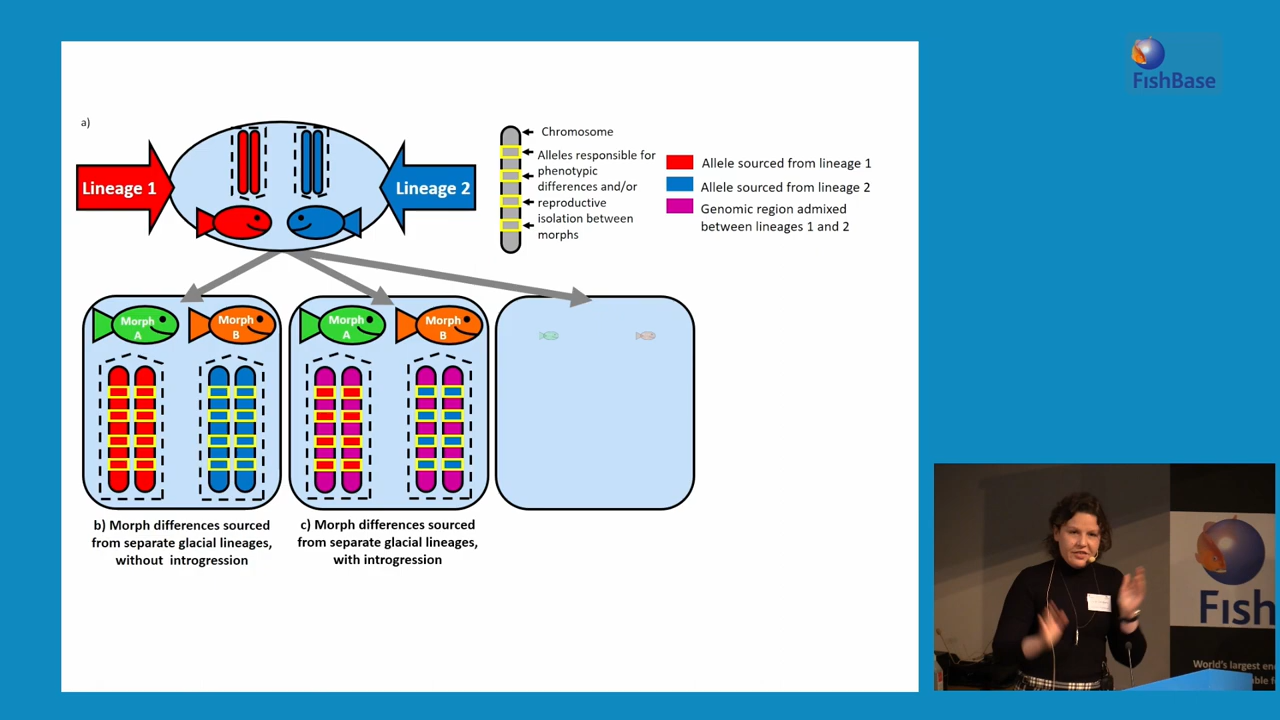 FishBase
a)
Lineage 1
Lineage 2
Chromosome
Alleles responsible for
phenotypic
differences and/or
reproductive
isolation between
morphs
Allele sourced from lineage 1
Allele sourced from lineage 2
Genomic region admixed
between lineages 1 and 2
Morph
A
Morph
B
Morph
A
Morph
B
b) Morph differences sourced
from separate glacial lineages,
without introgression
c) Morph differences sourced
from separate glacial lineages,
with introgression
Fish
World's largest